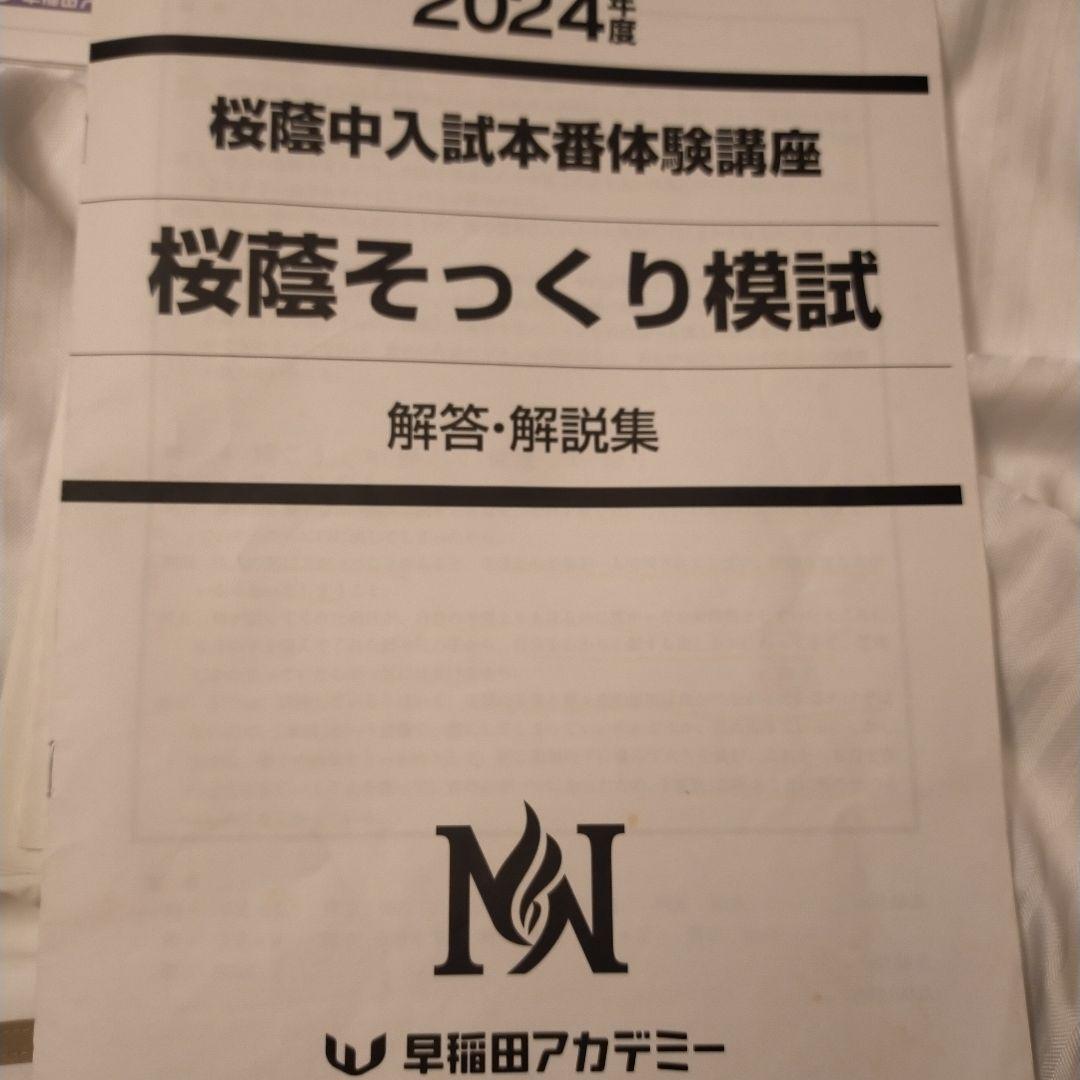 2024年度
桜蔭中入試本番体験講座
桜蔭そっくり模試
解答・解説集
NN
早稲田アカデミー